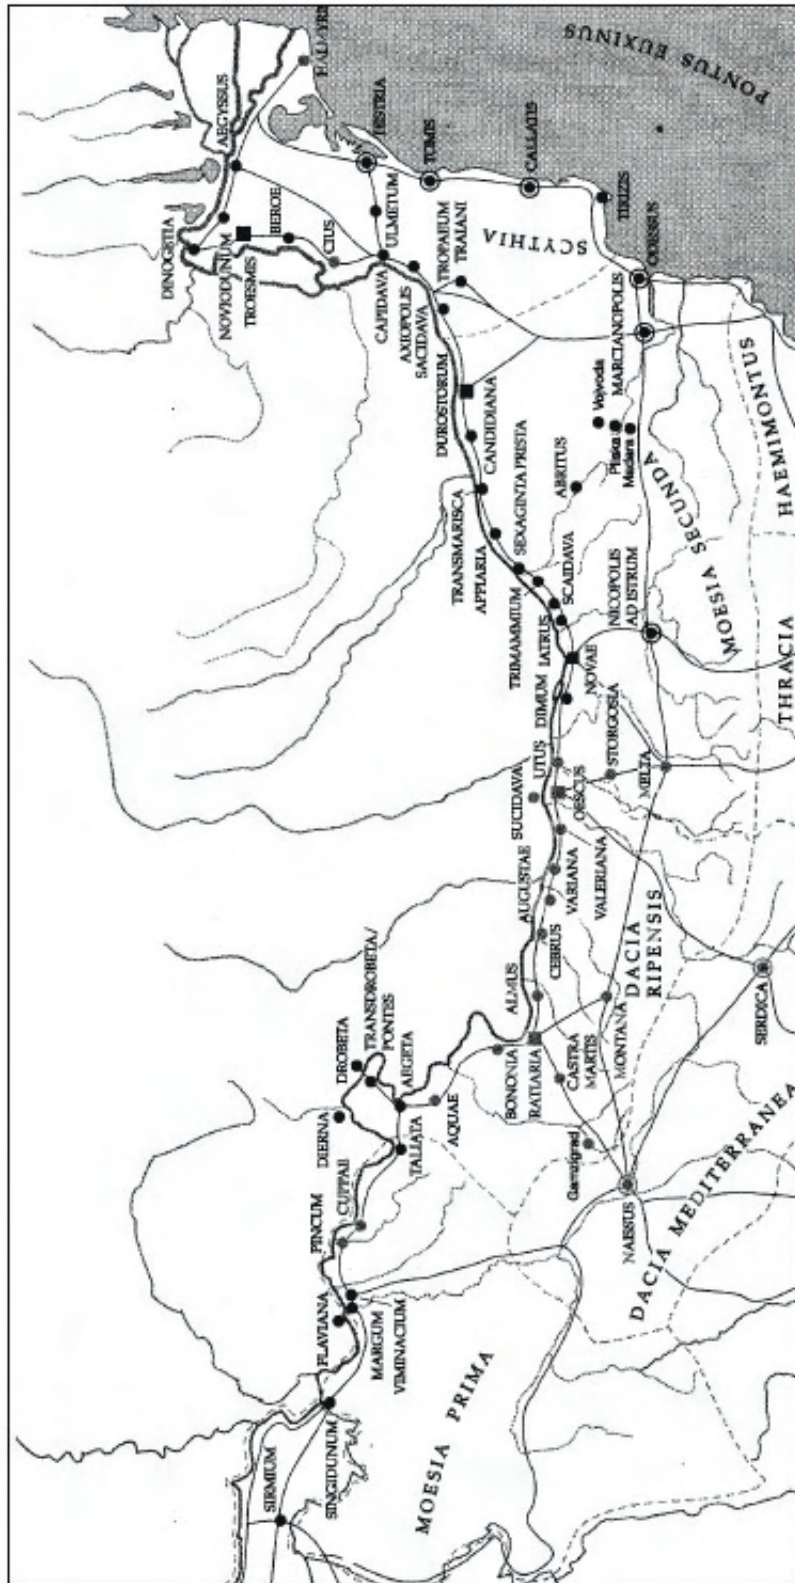 PONTUS EUXINUS
AEGYSSUS
HISTRIA
TOMIS
CALLATIS
TIRIZIS
ODESSUS
DINOGETIA
NOVIODUNUM
TROESMIS
BEROE
CIUS
ULMETUM
CAPIDAVA
AXIOPOLIS
SACIDAVA
TROPAEUM
TRAIANI
SCYTHIA
DUROSTORUM
CANDIDIANA
Voivoda
Pliska
Madara
MARCIANOPOLIS
TRANSMARISCA
APPIARIA
SEXAGINTA PRISTA
ABRITUS
MOESIA SECUNDA
HAEMIMONTUS
TRIMAMMIUM
SCAIDAVA
IATRUS
NOVAE
NICOPOLIS
AD ISTRUM
THRACIA
DIMUM
UTUS
SUCIDAVA
OESCUS
STORGOSIA
MELTA
AUGUSTAE
VARIANA
VALERIANA
CEBRUS
ALMUS
DACIA
RIPENSIS
SERDICA
DROBETA
TRANSDROBETA/
PONTES
AEGETA
AQUAE
BONONIA
RATIARIA
CASTRA
MARTIS
MONTANA
DIERNA
TALIATA
Gamzigrad
NAISSUS
DACIA MEDITERRANEA
PINCUM
CUPPAE
FLAVIANA
MARGUM
VIMINACIUM
MOESIA PRIMA
SIRMIUM
SINGIDUNUM